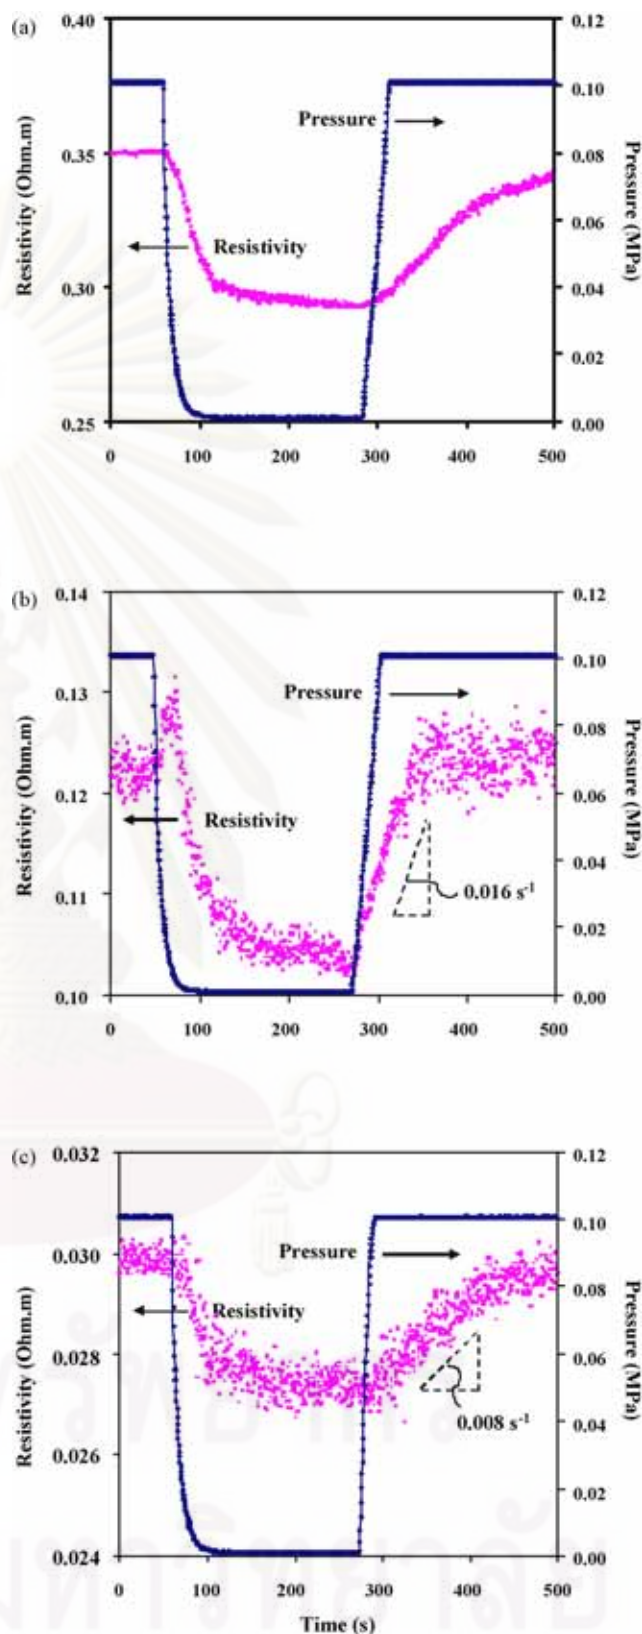 (a)
0.40
0.35
0.30
0.25
Resistivity (Ohm.m)
0.12
0.10
0.08
0.06
0.04
0.02
0.00
Pressure (MPa)
Pressure
Resistivity
0 100 200 300 400 500
(b)
0.14
0.13
0.12
0.11
0.10
Resistivity (Ohm.m)
0.12
0.10
0.08
0.06
0.04
0.02
0.00
Pressure (MPa)
Pressure
Resistivity
0.016 s⁻¹
0 100 200 300 400 500
(c)
0.032
0.030
0.028
0.026
0.024
Resistivity (Ohm.m)
0.12
0.10
0.08
0.06
0.04
0.02
0.00
Pressure (MPa)
Pressure
Resistivity
0.008 s⁻¹
0 100 200 300 400 500
Time (s)